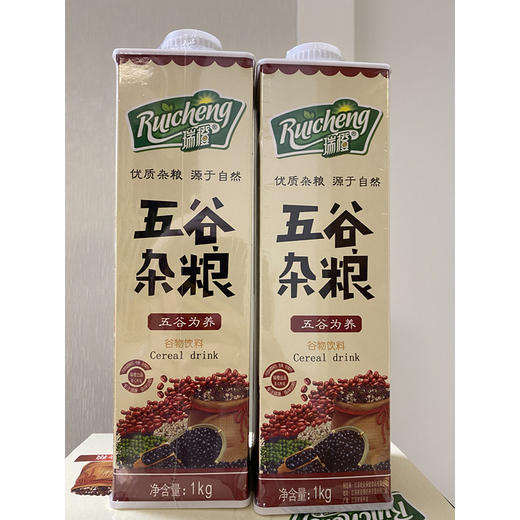 Ruicheng
瑞橙
优质杂粮 源于自然
五谷
杂粮
五谷为养
谷物饮料
Cereal drink
净含量：1kg
Ruicheng
瑞橙
优质杂粮 源于自然
五谷
杂粮
五谷为养
谷物饮料
Cereal drink
净含量：1kg